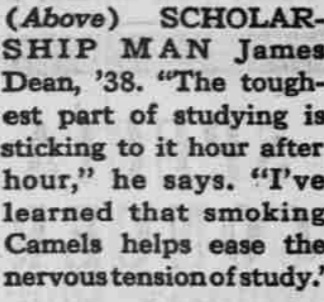 (Above) SCHOLAR-
SHIP MAN James
Dean, '38. “The tough-
est part of studying is
sticking to it hour after
hour,” he says. “I've
learned that smoking
Camels helps ease the
nervous tension of study.’